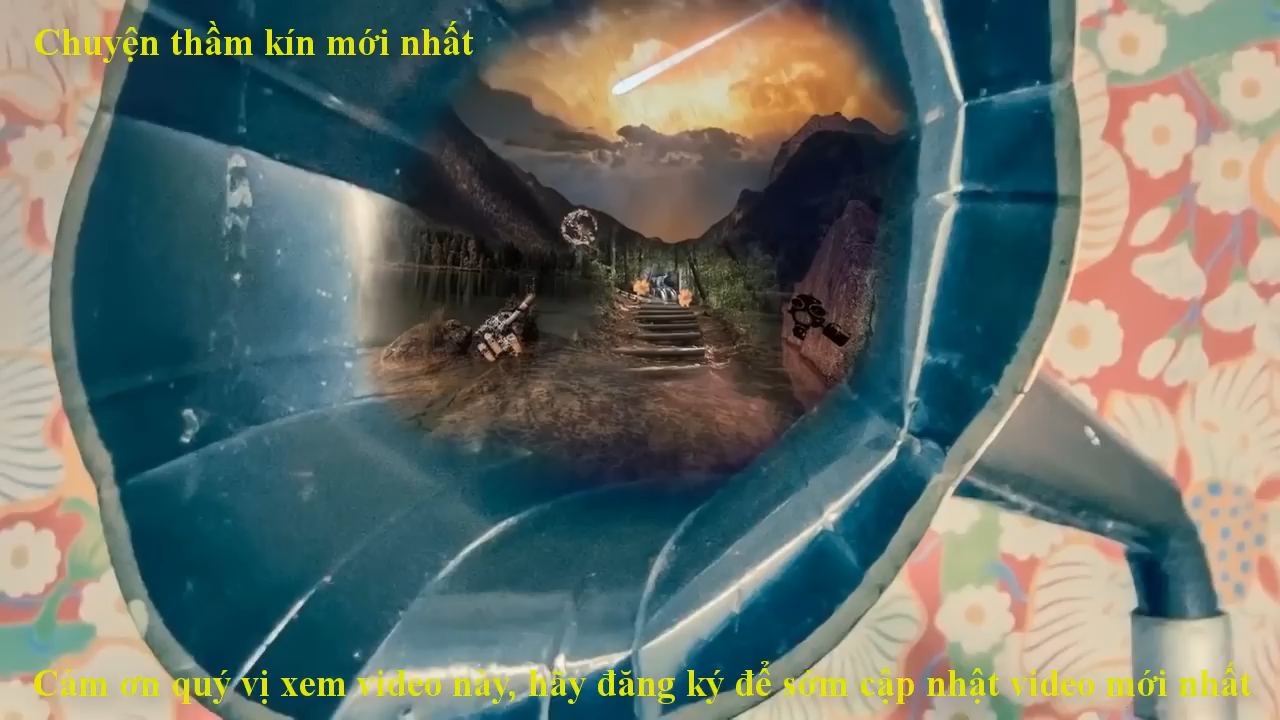 Chuyện thầm kín mới nhất
Cảm ơn quý vị xem video này, hãy đăng ký để sớm cập nhật video mới nhất